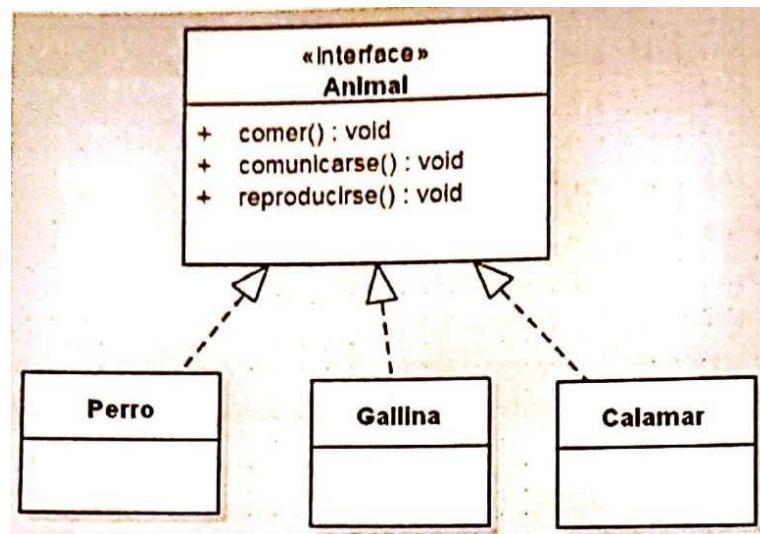 «interface»
Animal
+ comer() : void
+ comunicarse() : void
+ reproducirse() : void
Perro
Gallina
Calamar